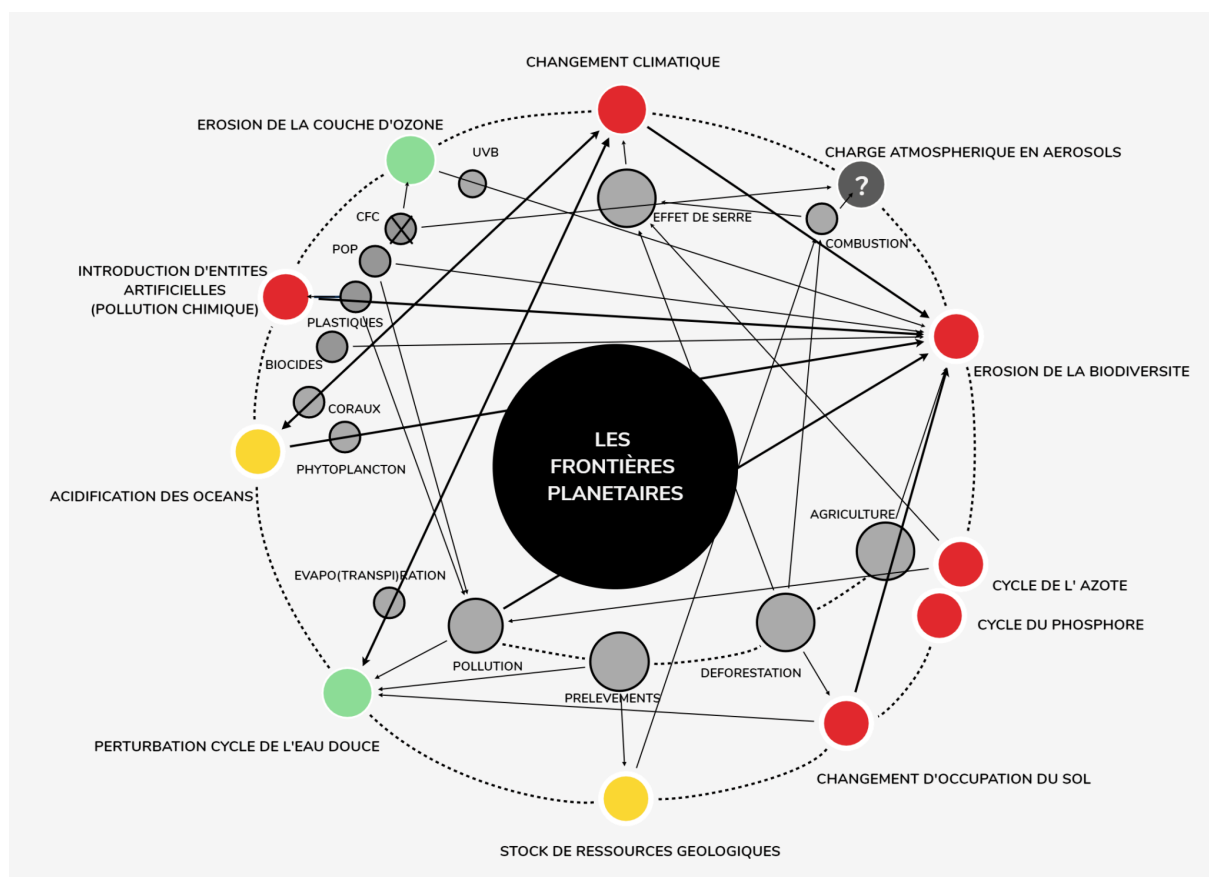 CHANGEMENT CLIMATIQUE
EROSION DE LA COUCHE D'OZONE
UVB
CHARGE ATMOSPHERIQUE EN AEROSOLS
?
CFC
EFFET DE SERRE
COMBUSTION
POP
INTRODUCTION D'ENTITES
ARTIFICIELLES
(POLLUTION CHIMIQUE)
PLASTIQUES
BIOCIDES
EROSION DE LA BIODIVERSITE
CORAUX
PHYTOPLANCTON
ACIDIFICATION DES OCEANS
LES
FRONTIÈRES
PLANETAIRES
AGRICULTURE
EVAPO(TRANSPI)RATION
CYCLE DE L' AZOTE
CYCLE DU PHOSPHORE
POLLUTION
DEFORESTATION
PRELEVEMENTS
PERTURBATION CYCLE DE L'EAU DOUCE
CHANGEMENT D'OCCUPATION DU SOL
STOCK DE RESSOURCES GEOLOGIQUES